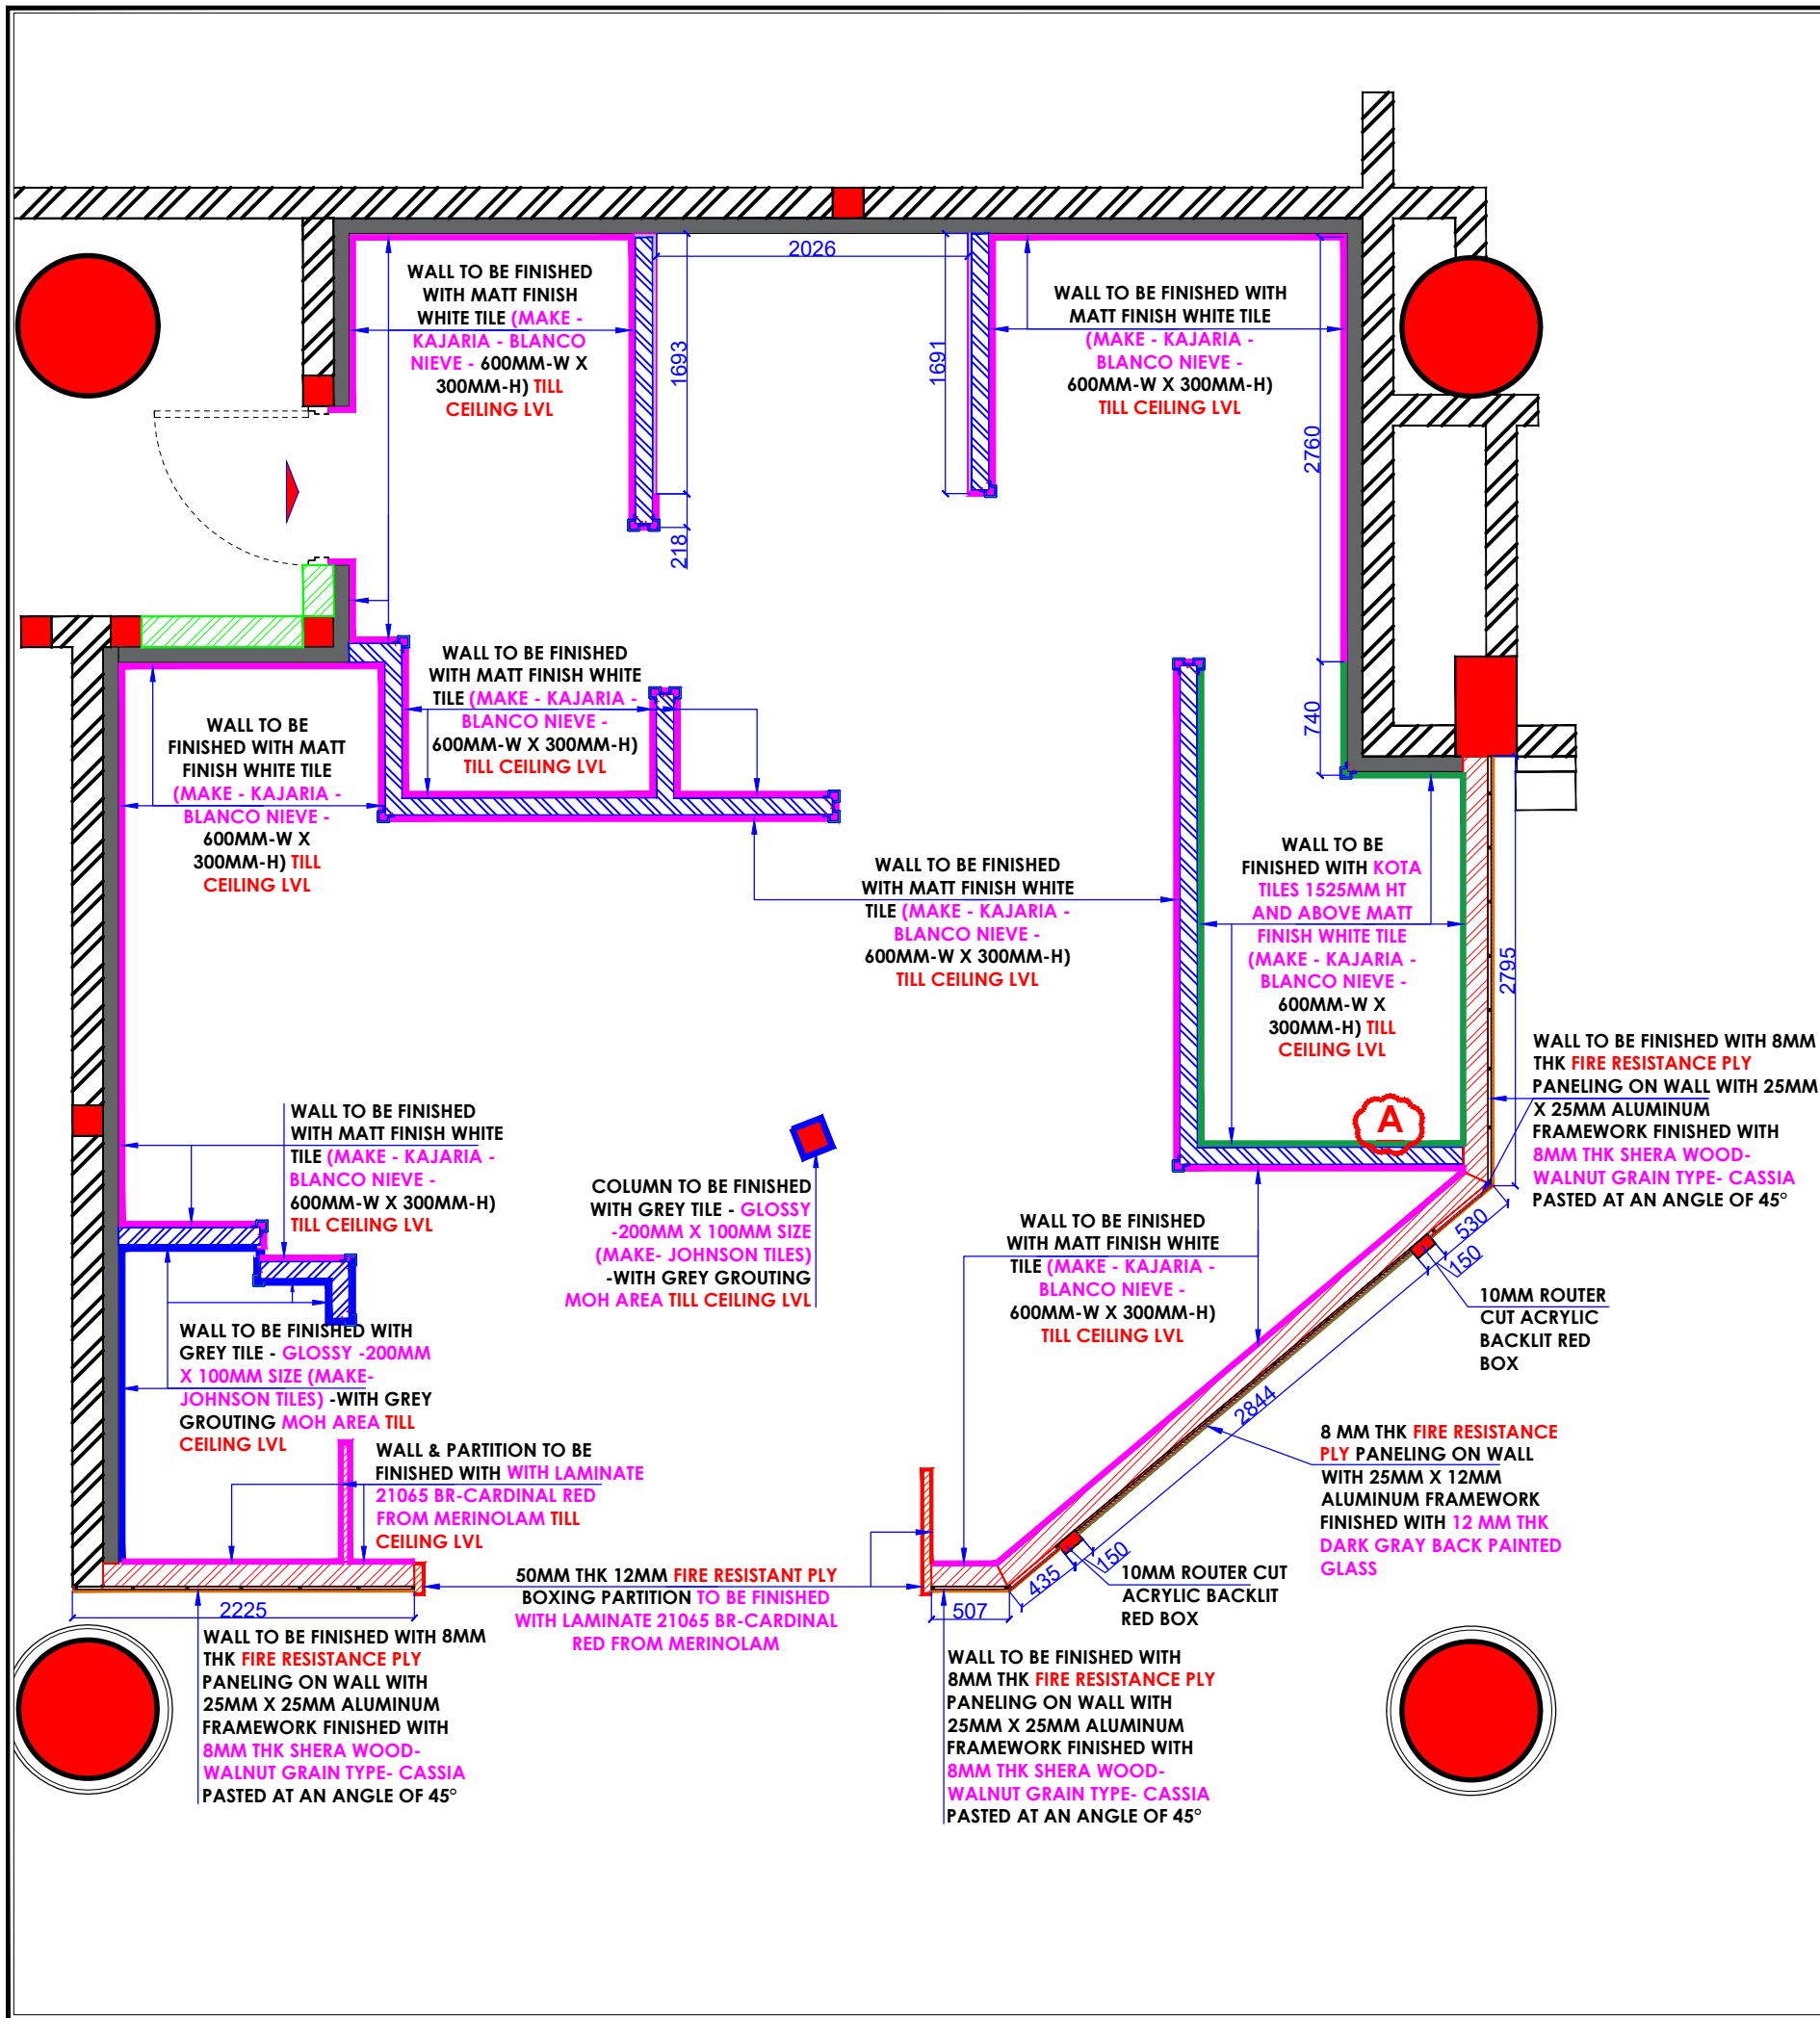 2026
WALL TO BE FINISHED
WITH MATT FINISH
WHITE TILE (MAKE -
KAJARIA - BLANCO
NIEVE - 600MM-W X
300MM-H) TILL
CEILING LVL
1693
218
1691
WALL TO BE FINISHED WITH
MATT FINISH WHITE TILE
(MAKE - KAJARIA -
BLANCO NIEVE -
600MM-W X 300MM-H)
TILL CEILING LVL
2760
740
WALL TO BE FINISHED
WITH MATT FINISH WHITE
TILE (MAKE - KAJARIA -
BLANCO NIEVE -
600MM-W X 300MM-H)
TILL CEILING LVL
WALL TO BE
FINISHED WITH MATT
FINISH WHITE TILE
(MAKE - KAJARIA -
BLANCO NIEVE -
600MM-W X
300MM-H) TILL
CEILING LVL
WALL TO BE FINISHED
WITH MATT FINISH WHITE
TILE (MAKE - KAJARIA -
BLANCO NIEVE -
600MM-W X 300MM-H)
TILL CEILING LVL
WALL TO BE
FINISHED WITH KOTA
TILES 1525MM HT
AND ABOVE MATT
FINISH WHITE TILE
(MAKE - KAJARIA -
BLANCO NIEVE -
600MM-W X
300MM-H) TILL
CEILING LVL
2795
A
WALL TO BE FINISHED WITH 8MM
THK FIRE RESISTANCE PLY
PANELING ON WALL WITH 25MM
X 25MM ALUMINUM
FRAMEWORK FINISHED WITH
8MM THK SHERA WOOD-
WALNUT GRAIN TYPE- CASSIA
PASTED AT AN ANGLE OF 45°
WALL TO BE FINISHED
WITH MATT FINISH WHITE
TILE (MAKE - KAJARIA -
BLANCO NIEVE -
600MM-W X 300MM-H)
TILL CEILING LVL
COLUMN TO BE FINISHED
WITH GREY TILE - GLOSSY
-200MM X 100MM SIZE
(MAKE- JOHNSON TILES)
-WITH GREY GROUTING
MOH AREA TILL CEILING LVL
WALL TO BE FINISHED
WITH MATT FINISH WHITE
TILE (MAKE - KAJARIA -
BLANCO NIEVE -
600MM-W X 300MM-H)
TILL CEILING LVL
530
150
10MM ROUTER
CUT ACRYLIC
BACKLIT RED
BOX
WALL TO BE FINISHED WITH
GREY TILE - GLOSSY -200MM
X 100MM SIZE (MAKE-
JOHNSON TILES) -WITH GREY
GROUTING MOH AREA TILL
CEILING LVL
2844
8 MM THK FIRE RESISTANCE
PLY PANELING ON WALL
WITH 25MM X 12MM
ALUMINUM FRAMEWORK
FINISHED WITH 12 MM THK
DARK GRAY BACK PAINTED
GLASS
WALL & PARTITION TO BE
FINISHED WITH WITH LAMINATE
21065 BR-CARDINAL RED
FROM MERINOLAM TILL
CEILING LVL
50MM THK 12MM FIRE RESISTANT PLY
BOXING PARTITION TO BE FINISHED
WITH LAMINATE 21065 BR-CARDINAL
RED FROM MERINOLAM
150
435
10MM ROUTER CUT
ACRYLIC BACKLIT
RED BOX
2225
507
WALL TO BE FINISHED WITH 8MM
THK FIRE RESISTANCE PLY
PANELING ON WALL WITH
25MM X 25MM ALUMINUM
FRAMEWORK FINISHED WITH
8MM THK SHERA WOOD-
WALNUT GRAIN TYPE- CASSIA
PASTED AT AN ANGLE OF 45°
WALL TO BE FINISHED WITH
8MM THK FIRE RESISTANCE PLY
PANELING ON WALL WITH
25MM X 25MM ALUMINUM
FRAMEWORK FINISHED WITH
8MM THK SHERA WOOD-
WALNUT GRAIN TYPE- CASSIA
PASTED AT AN ANGLE OF 45°